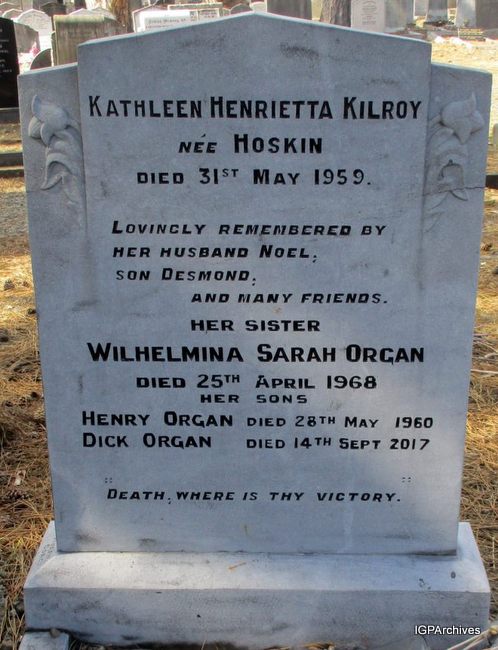 KATHLEEN HENRIETTA KILROY
NÉE HOSKIN
DIED 31ST MAY 1959.
LOVINGLY REMEMBERED BY
HER HUSBAND NOEL,
SON DESMOND,
AND MANY FRIENDS.
HER SISTER
WILHELMINA SARAH ORGAN
DIED 25TH APRIL 1968
HER SONS
HENRY ORGAN DIED 28TH MAY 1960
DICK ORGAN DIED 14TH SEPT 2017
"DEATH, WHERE IS THY VICTORY."
IGPArchives